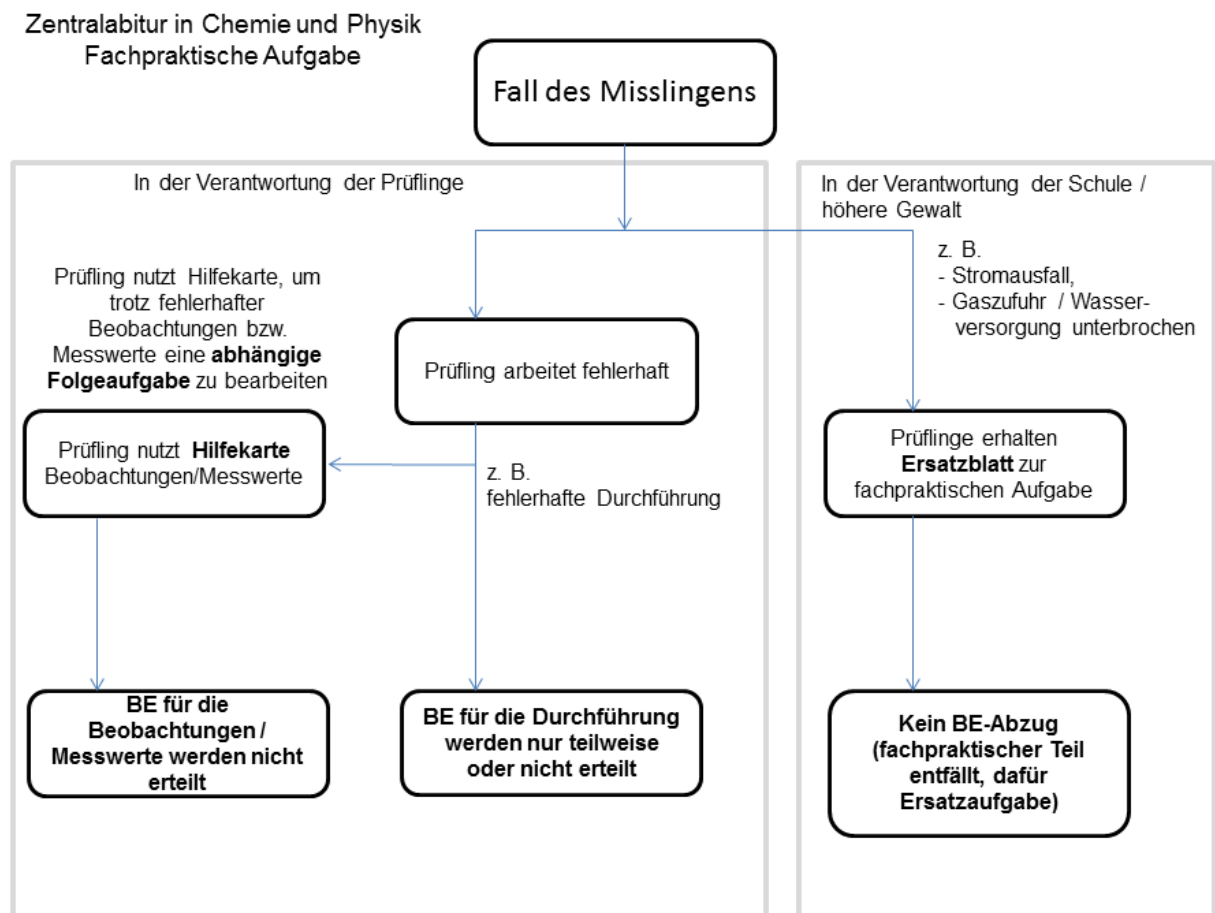 Zentralabitur in Chemie und Physik
Fachpraktische Aufgabe
Fall des Misslingens
In der Verantwortung der Prüflinge
In der Verantwortung der Schule /
höhere Gewalt
z. B.
- Stromausfall,
- Gaszufuhr / Wasser-
versorgung unterbrochen
Prüfling nutzt Hilfekarte, um
trotz fehlerhafter
Beobachtungen bzw.
Messwerte eine abhängige
Folgeaufgabe zu bearbeiten
Prüfling arbeitet fehlerhaft
Prüfling nutzt Hilfekarte
Beobachtungen/Messwerte
z. B.
fehlerhafte Durchführung
Prüflinge erhalten
Ersatzblatt zur
fachpraktischen Aufgabe
BE für die
Beobachtungen /
Messwerte werden nicht
erteilt
BE für die Durchführung
werden nur teilweise
oder nicht erteilt
Kein BE-Abzug
(fachpraktischer Teil
entfällt, dafür
Ersatzaufgabe)